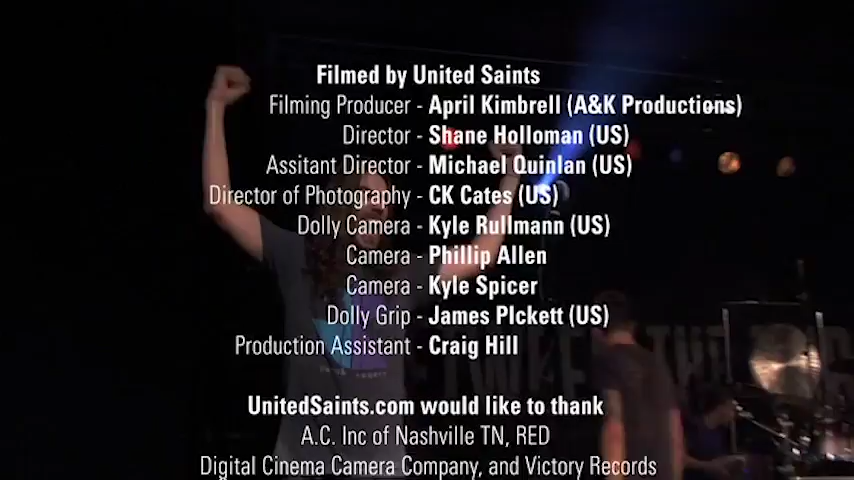 Filmed by United Saints
Filming Producer - April Kimbrell (A&K Productions)
Director - Shane Holloman (US)
Assitant Director - Michael Quinlan (US)
Director of Photography - CK Cates (US)
Dolly Camera - Kyle Rullmann (US)
Camera - Phillip Allen
Camera - Kyle Spicer
Dolly Grip - James PIckett (US)
Production Assistant - Craig Hill
UnitedSaints.com would like to thank
A.C. Inc of Nashville TN, RED
Digital Cinema Camera Company, and Victory Records